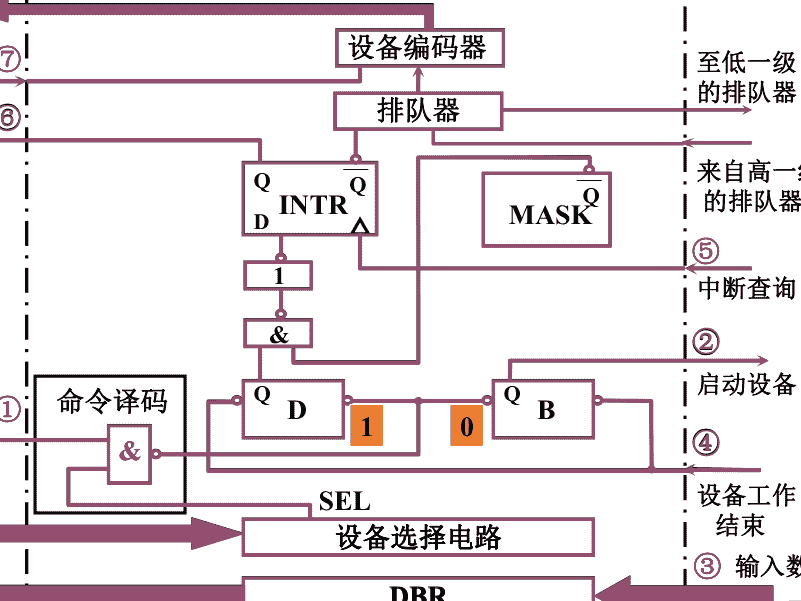 设备编码器
⑦
至低一级
的排队器
排队器
⑥
来自高一
的排队器
Q
Q
INTR
D
Q
MASK
⑤
1
中断查询
②
&
启动设备
命令译码
①
Q
D
1
0
Q
B
&
④
SEL
设备工作
结束
设备选择电路
③ 输入数
DBR